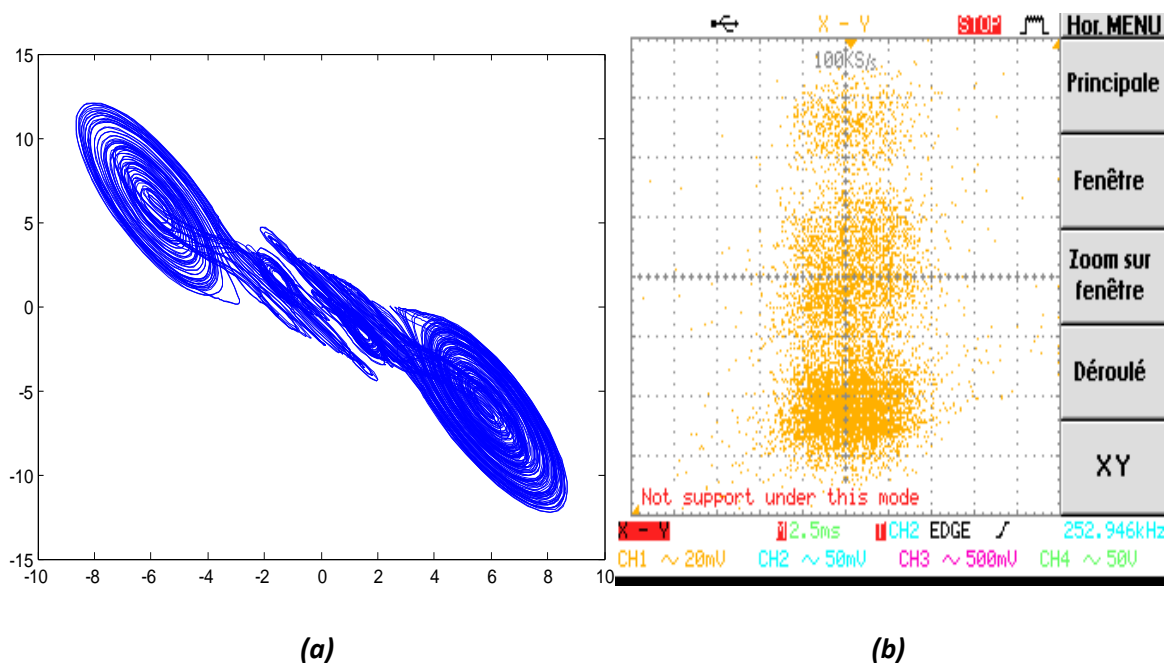 15
10
5
0
-5
-10
-15
-10 -8 -6 -4 -2 0 2 4 6 8 10
(a)
X - Y STOP Hor. MENU
100KS/s
Principale
Fenêtre
Zoom sur
fenêtre
Déroulé
XY
Not support under this mode
X - Y M 2.5ms T CH2 EDGE 252.946kHz
CH1 ~ 20mV CH2 ~ 50mV CH3 ~ 500mV CH4 ~ 50V
(b)